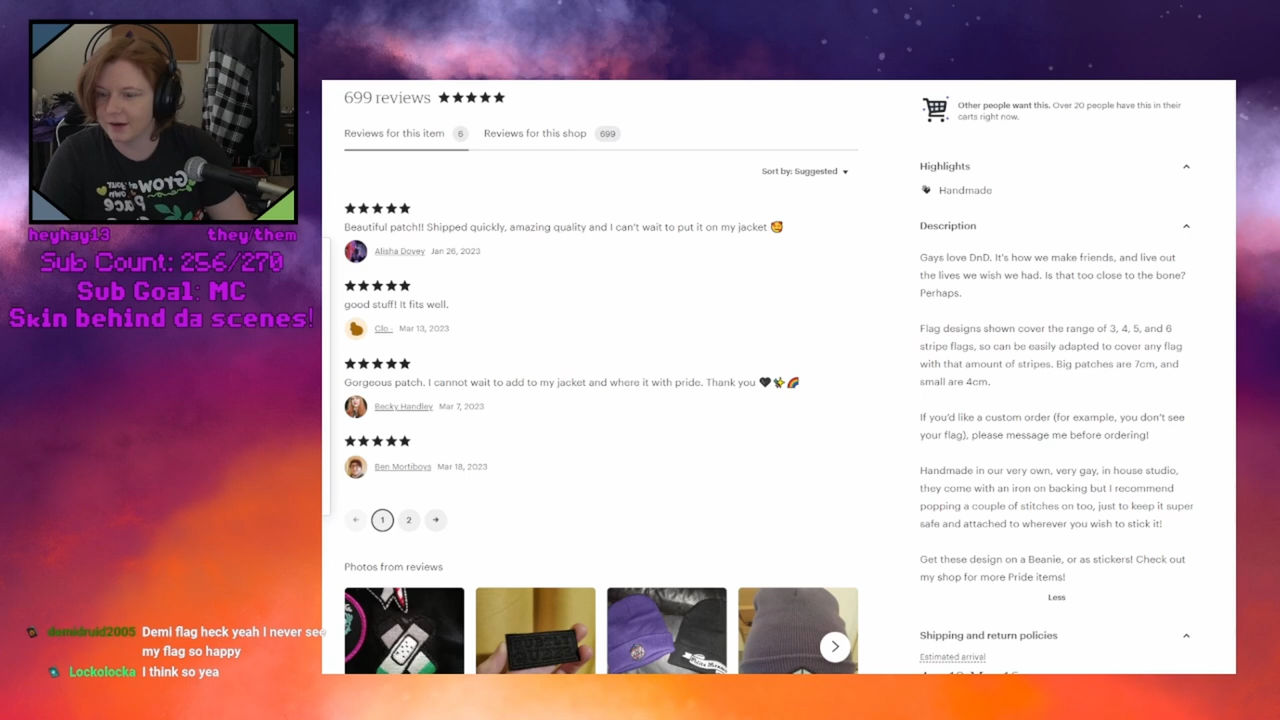 GROW at your
own
Pace
heyhay13 they/them
Sub Count: 256/270
Sub Goal: MC
Skin behind da scenes!
699 reviews
Reviews for this item 6 Reviews for this shop 699
Sort by: Suggested
Beautiful patch!! Shipped quickly, amazing quality and I can't wait to put it on my jacket 🥰
Alisha Dovey Jan 26, 2023
good stuff! It fits well.
Clo - Mar 13, 2023
Gorgeous patch. I cannot wait to add to my jacket and where it with pride. Thank you 🖤✨🌈
Becky Handley Mar 7, 2023
Ben Mortiboys Mar 18, 2023
1 2
Photos from reviews
Other people want this. Over 20 people have this in their
carts right now.
Highlights
Handmade
Description
Gays love DnD. It's how we make friends, and live out
the lives we wish we had. Is that too close to the bone?
Perhaps.
Flag designs shown cover the range of 3, 4, 5, and 6
stripe flags, so can be easily adapted to cover any flag
with that amount of stripes. Big patches are 7cm, and
small are 4cm.
If you'd like a custom order (for example, you don't see
your flag), please message me before ordering!
Handmade in our very own, very gay, in house studio,
they come with an iron on backing but I recommend
popping a couple of stitches on too, just to keep it super
safe and attached to wherever you wish to stick it!
Get these design on a Beanie, or as stickers! Check out
my shop for more Pride items!
Less
Shipping and return policies
Estimated arrival
demidruid2005 Demi flag heck yeah I never see
my flag so happy
Lockolocka I think so yea